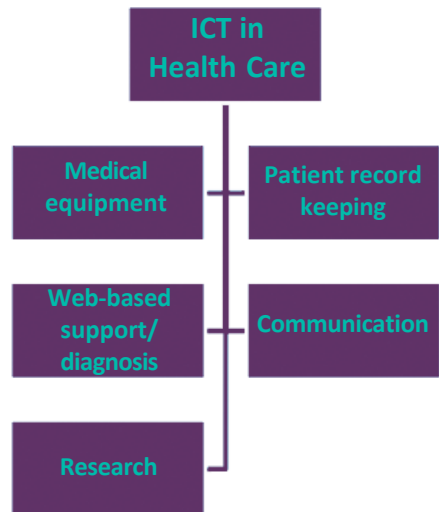 ICT in
Health Care
Medical
equipment
Patient record
keeping
Web-based
support/
diagnosis
Communication
Research